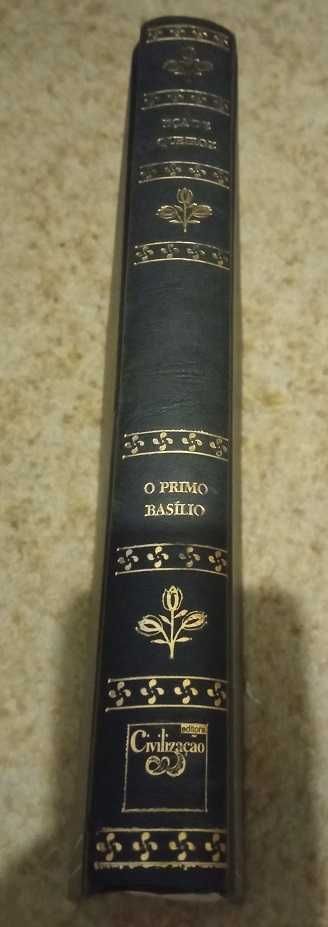 EÇA DE
QUEIROZ
O PRIMO
BASÍLIO
editora
Civilização